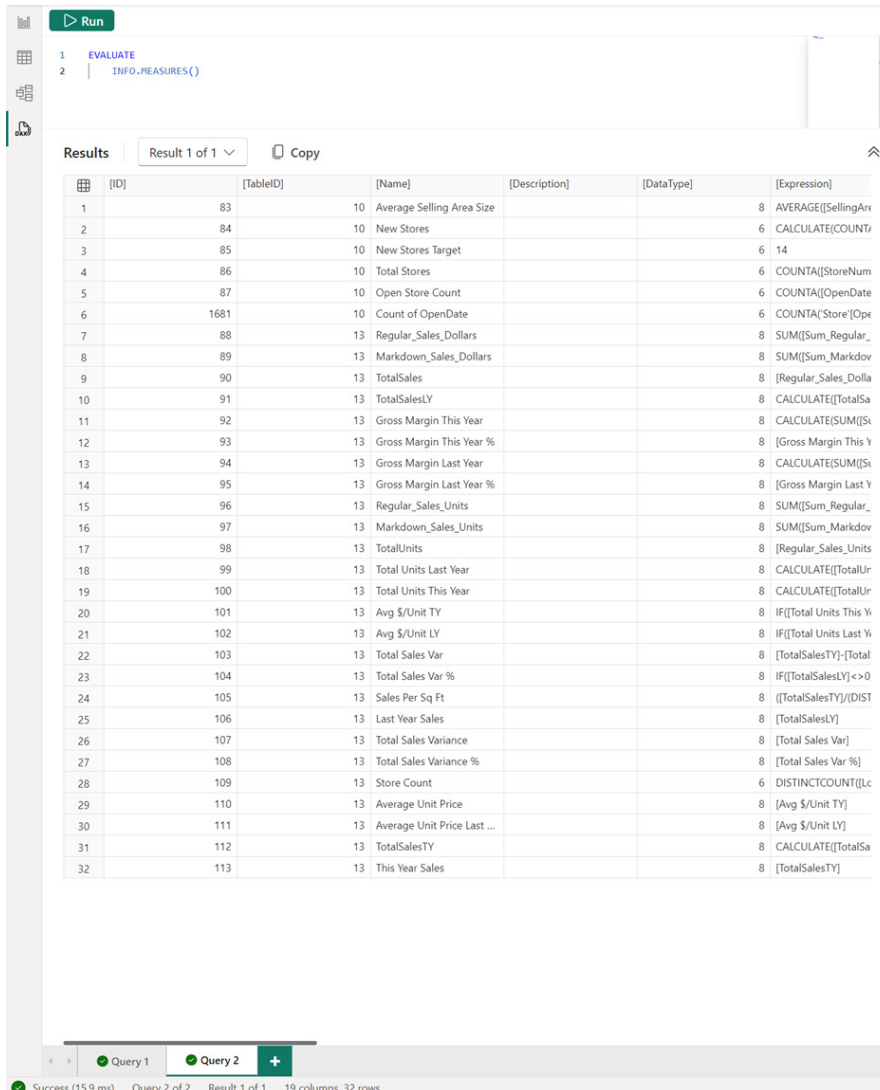 Run
1 EVALUATE
2 INFO.MEASURES()
DAX
Results Result 1 of 1 Copy
[ID] [TableID] [Name] [Description] [DataType] [Expression]
1 83 10 Average Selling Area Size 8 AVERAGE([SellingAre
2 84 10 New Stores 6 CALCULATE(COUNTA
3 85 10 New Stores Target 6 14
4 86 10 Total Stores 6 COUNTA([StoreNum
5 87 10 Open Store Count 6 COUNTA([OpenDate
6 1681 10 Count of OpenDate 6 COUNTA('Store'[Ope
7 88 13 Regular_Sales_Dollars 8 SUM([Sum_Regular_
8 89 13 Markdown_Sales_Dollars 8 SUM([Sum_Markdow
9 90 13 TotalSales 8 [Regular_Sales_Dolla
10 91 13 TotalSalesLY 8 CALCULATE([TotalSa
11 92 13 Gross Margin This Year 8 CALCULATE(SUM([Su
12 93 13 Gross Margin This Year % 8 [Gross Margin This Y
13 94 13 Gross Margin Last Year 8 CALCULATE(SUM([Su
14 95 13 Gross Margin Last Year % 8 [Gross Margin Last Y
15 96 13 Regular_Sales_Units 8 SUM([Sum_Regular_
16 97 13 Markdown_Sales_Units 8 SUM([Sum_Markdow
17 98 13 TotalUnits 8 [Regular_Sales_Units
18 99 13 Total Units Last Year 8 CALCULATE([TotalUn
19 100 13 Total Units This Year 8 CALCULATE([TotalUn
20 101 13 Avg $/Unit TY 8 IF([Total Units This Ye
21 102 13 Avg $/Unit LY 8 IF([Total Units Last Ye
22 103 13 Total Sales Var 8 [TotalSalesTY]-[Total
23 104 13 Total Sales Var % 8 IF([TotalSalesLY]<>0
24 105 13 Sales Per Sq Ft 8 ([TotalSalesTY]/(DIST
25 106 13 Last Year Sales 8 [TotalSalesLY]
26 107 13 Total Sales Variance 8 [Total Sales Var]
27 108 13 Total Sales Variance % 8 [Total Sales Var %]
28 109 13 Store Count 6 DISTINCTCOUNT([Lo
29 110 13 Average Unit Price 8 [Avg $/Unit TY]
30 111 13 Average Unit Price Last ... 8 [Avg $/Unit LY]
31 112 13 TotalSalesTY 8 CALCULATE([TotalSa
32 113 13 This Year Sales 8 [TotalSalesTY]
Query 1 Query 2 +
Success (15.9 ms) Query 2 of 2 Result 1 of 1 19 columns, 32 rows